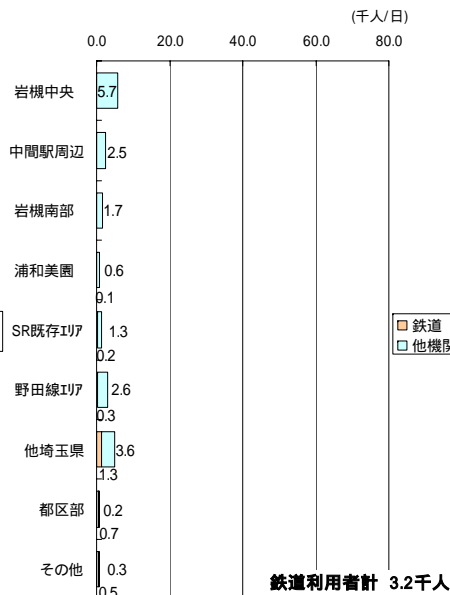 (千人/日)
0.0 20.0 40.0 60.0 80.0
岩槻中央 5.7
中間駅周辺 2.5
岩槻南部 1.7
浦和美園 0.6
0.1
SR既存エリア 1.3
0.2
野田線エリア 2.6
0.3
他埼玉県 3.6
1.3
都区部 0.2
0.7
その他 0.3
0.5
鉄道
他機関
鉄道利用者計 3.2千人